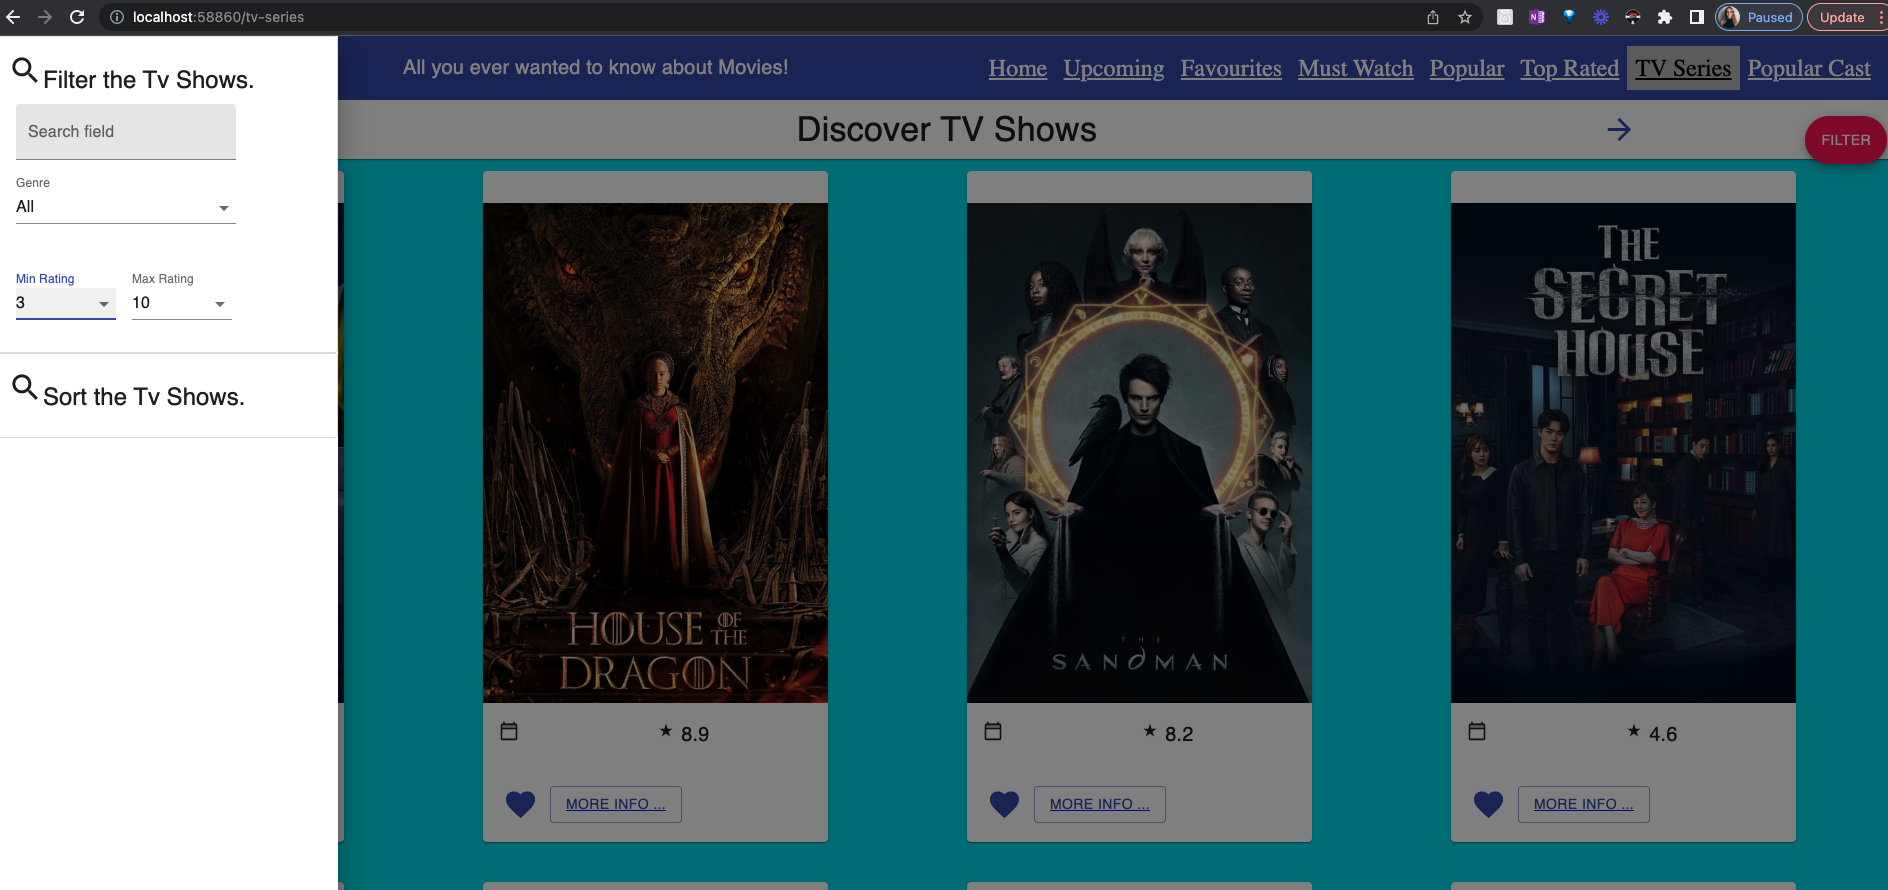 localhost:58860/tv-series
Paused
Update
Filter the Tv Shows.
Search field
Genre
All
Min Rating
Max Rating
3
10
Sort the Tv Shows.
All you ever wanted to know about Movies!
Home
Upcoming
Favourites
Must Watch
Popular
Top Rated
TV Series
Popular Cast
Discover TV Shows
FILTER
HOUSE OF THE
DRAGON
8.9
MORE INFO ...
THE
SANDMAN
8.2
MORE INFO ...
THE
SECRET
HOUSE
4.6
MORE INFO ...